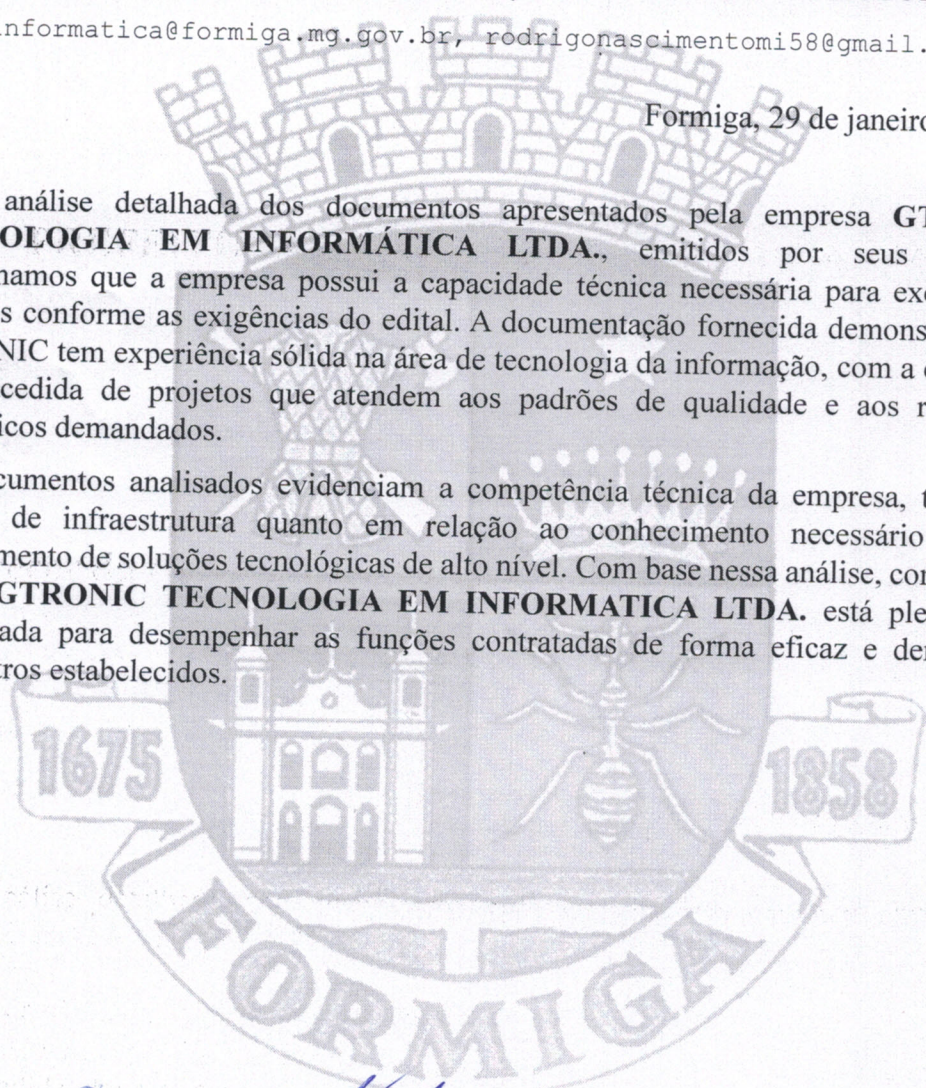 nformatica@formiga.mg.gov.br, rodrigonascimentomi58@gmail.
Formiga, 29 de janeiro
análise detalhada dos documentos apresentados pela empresa GT
OLOGIA EM INFORMÁTICA LTDA., emitidos por seus
namos que a empresa possui a capacidade técnica necessária para exe
s conforme as exigências do edital. A documentação fornecida demons
NIC tem experiência sólida na área de tecnologia da informação, com a
cedida de projetos que atendem aos padrões de qualidade e aos r
icos demandados.
cumentos analisados evidenciam a competência técnica da empresa, t
de infraestrutura quanto em relação ao conhecimento necessário
mento de soluções tecnológicas de alto nível. Com base nessa análise, con
GTRONIC TECNOLOGIA EM INFORMATICA LTDA. está ple
ada para desempenhar as funções contratadas de forma eficaz e de
tros estabelecidos.
1675
1858
FORMIGA